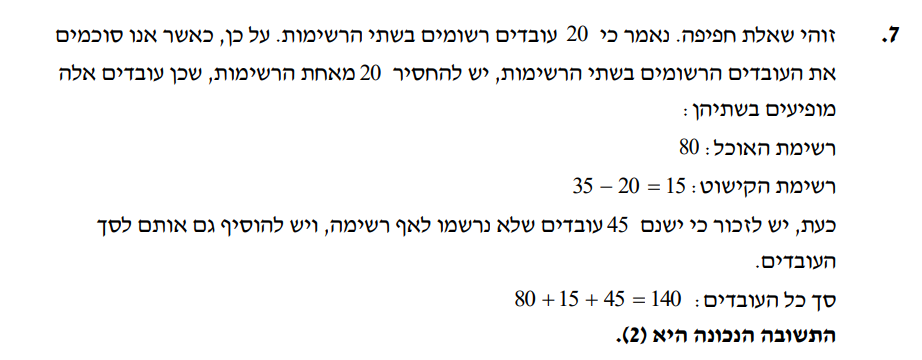 7. זוהי שאלת חפיפה. נאמר כי 20 עובדים רשומים בשתי הרשימות. על כן, כאשר אנו סוכמים
את העובדים הרשומים בשתי הרשימות, יש להחסיר 20 מאחת הרשימות, שכן עובדים אלה
מופיעים בשתיהן:
רשימת האוכל: 80
רשימת הקישוט: 35 – 20 = 15
כעת, יש לזכור כי ישנם 45 עובדים שלא נרשמו לאף רשימה, ויש להוסיף גם אותם לסך
העובדים.
סך כל העובדים: 80 + 15 + 45 = 140
התשובה הנכונה היא (2).